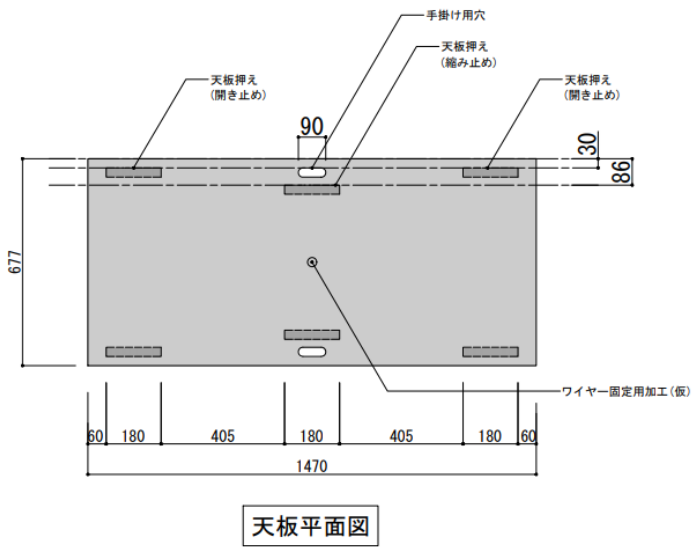 手掛け用穴
天板押え
(縮み止め)
天板押え
(開き止め)
天板押え
(開き止め)
90
30
86
677
ワイヤー固定用加工(仮)
60
180
405
180
405
180
60
1470
天板平面図